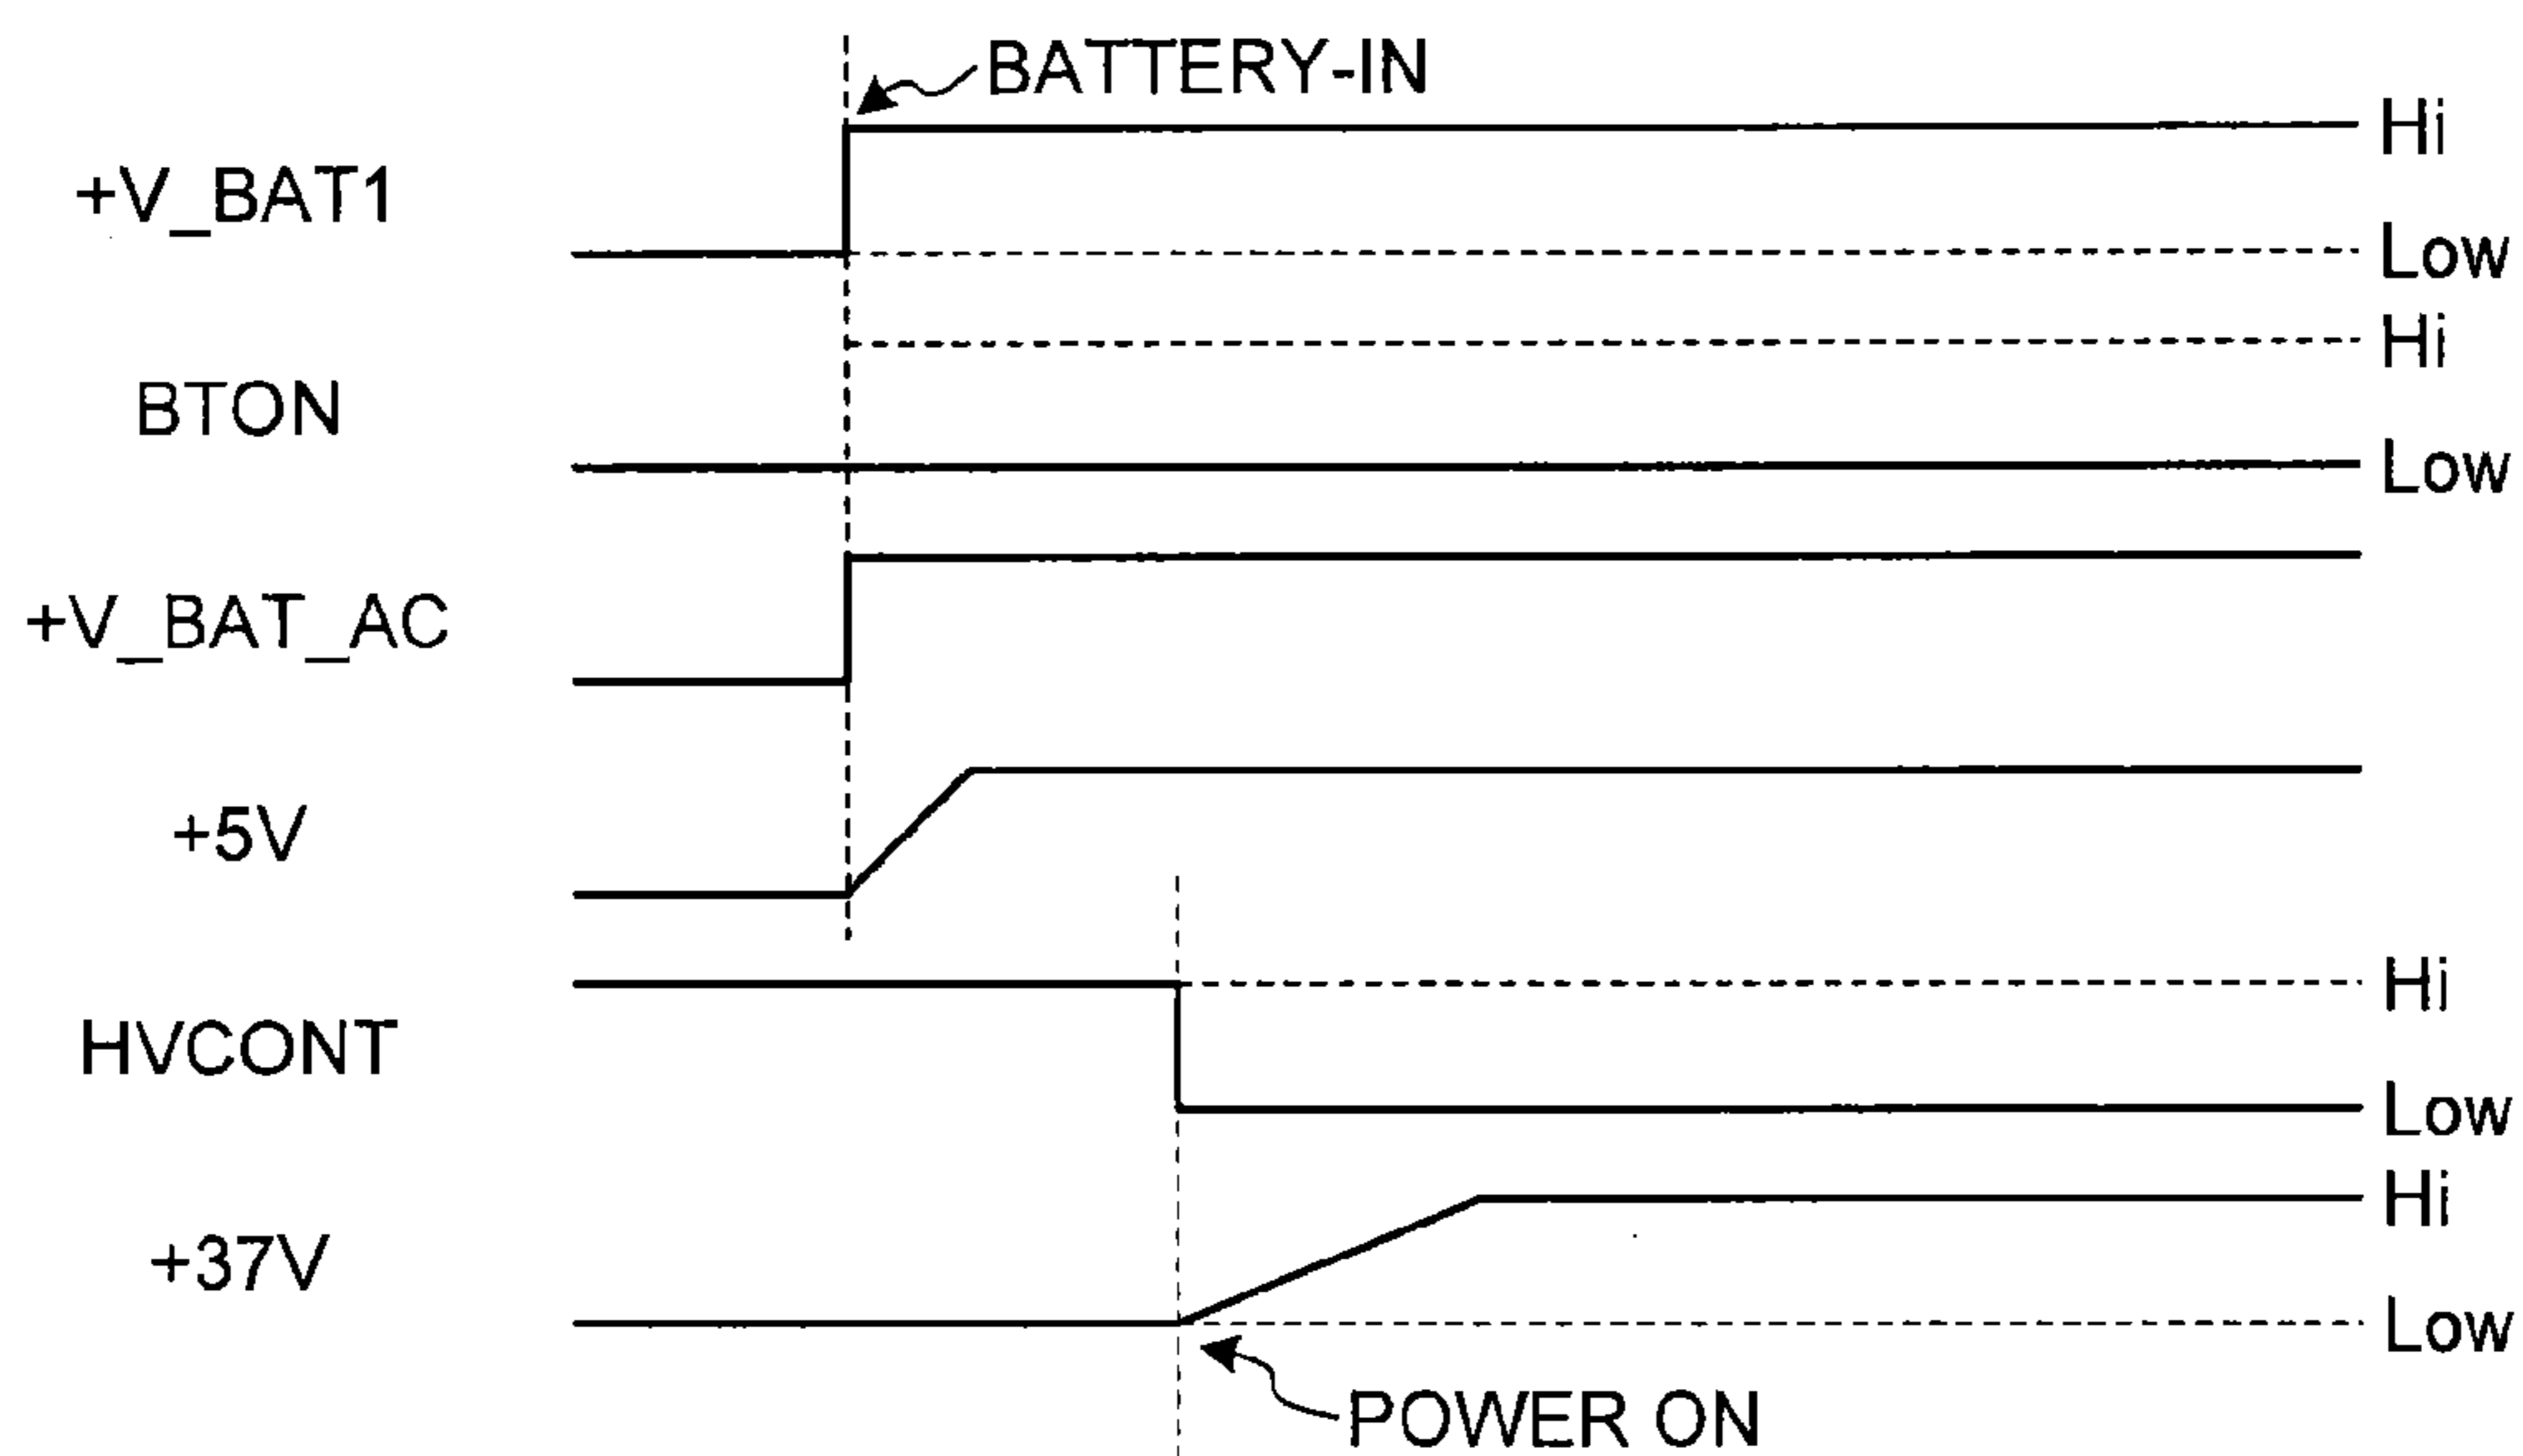 BATTERY-IN
Hi
+V_BAT1
Low
Hi
BTON
Low
+V_BAT_AC
+5V
Hi
HVCONT
Low
Hi
+37V
Low
POWER ON